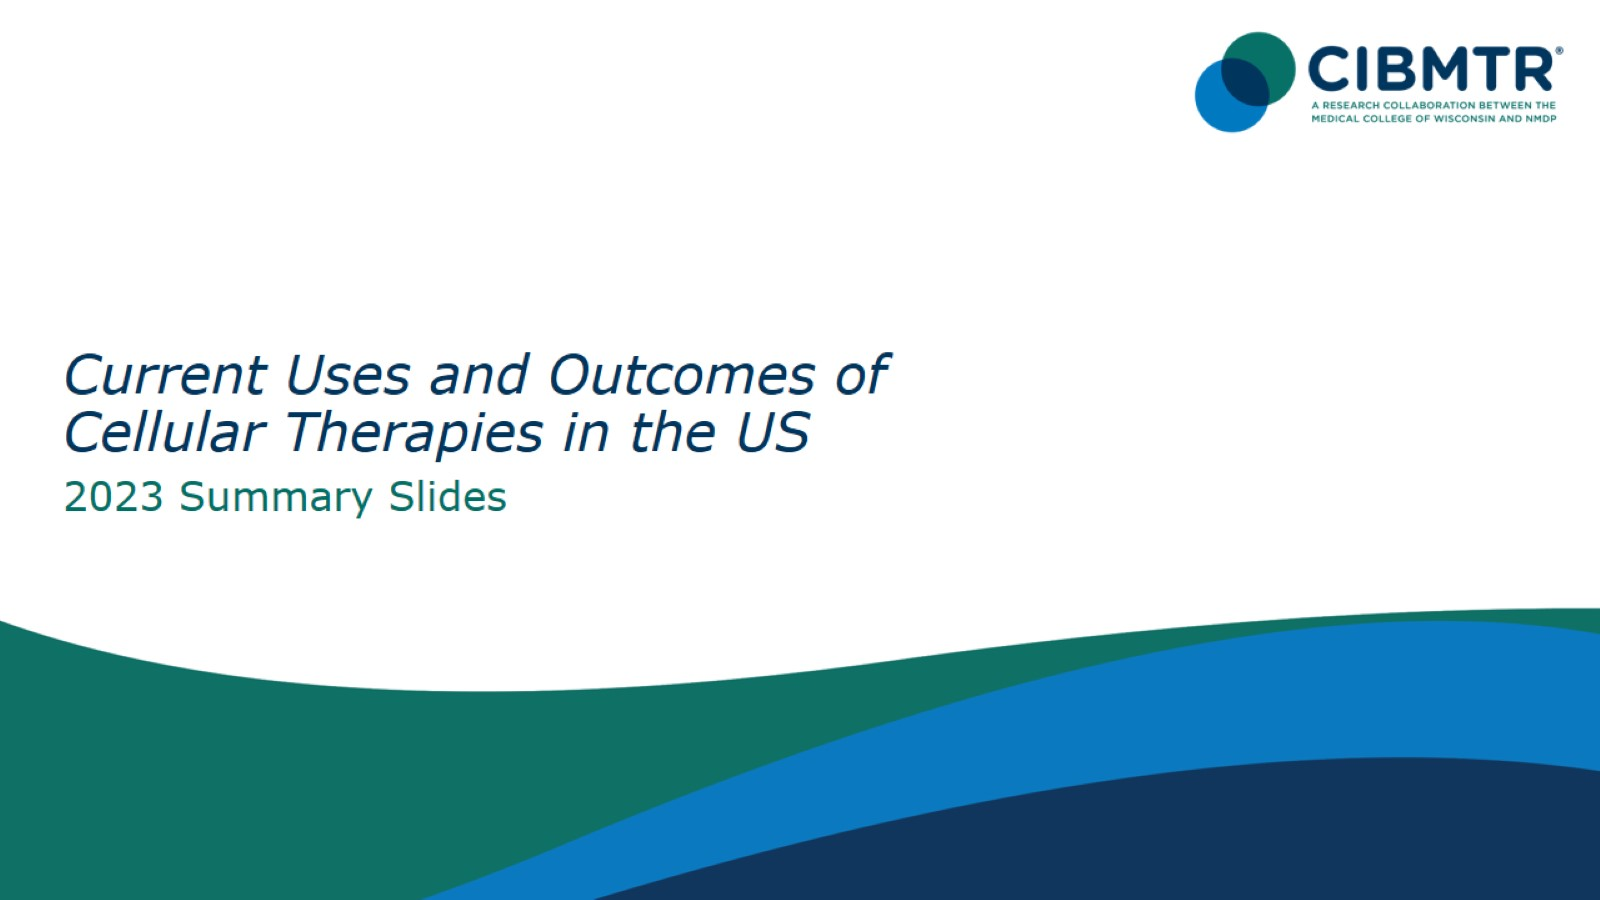 CIBMTR®
A RESEARCH COLLABORATION BETWEEN THE
MEDICAL COLLEGE OF WISCONSIN AND NMDP
Current Uses and Outcomes of
Cellular Therapies in the US
2023 Summary Slides